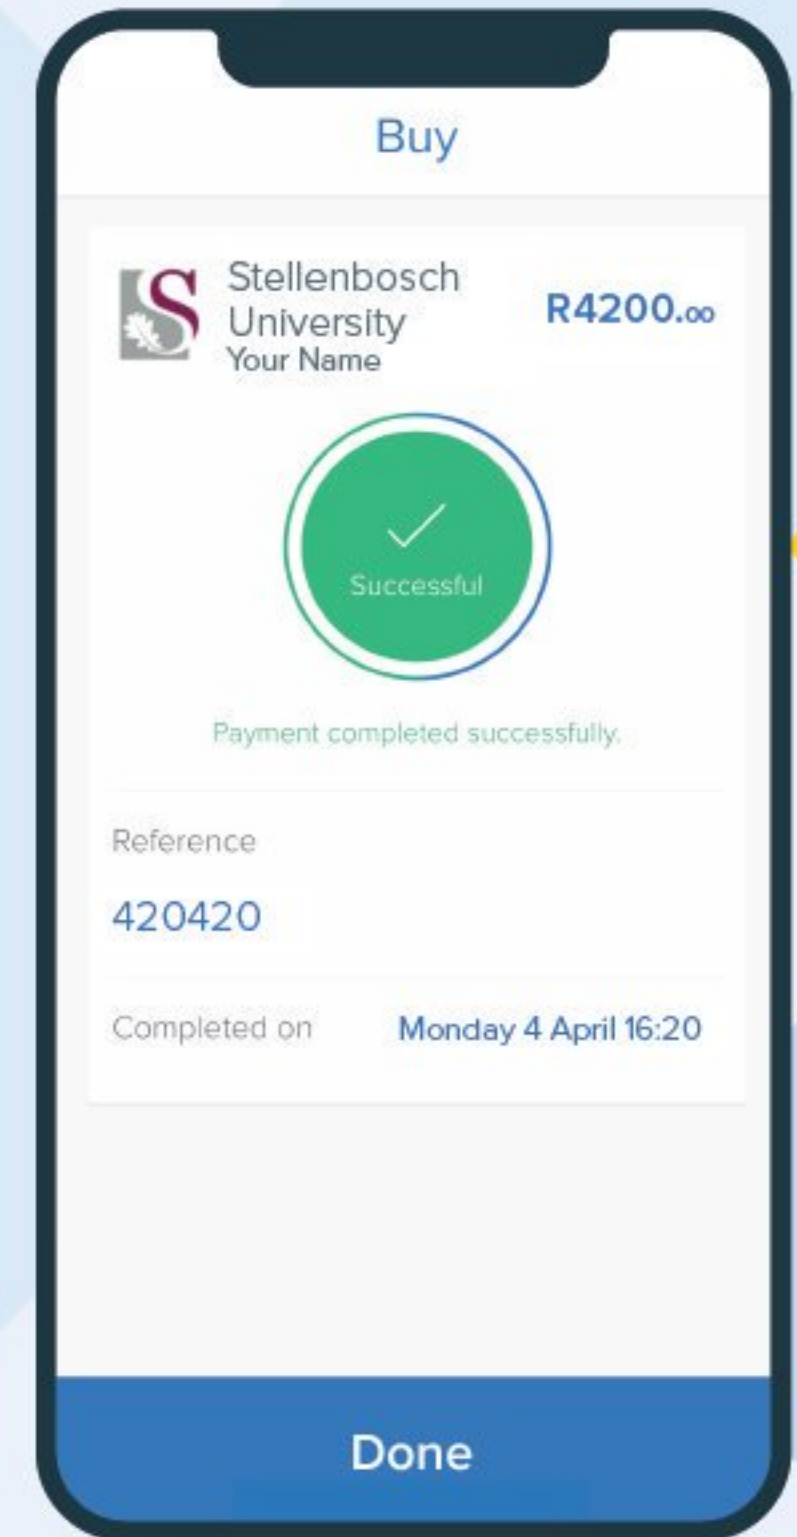 Buy
Stellenbosch
University
Your Name
R4200.00
Successful
Payment completed successfully.
Reference
420420
Completed on Monday 4 April 16:20
Done